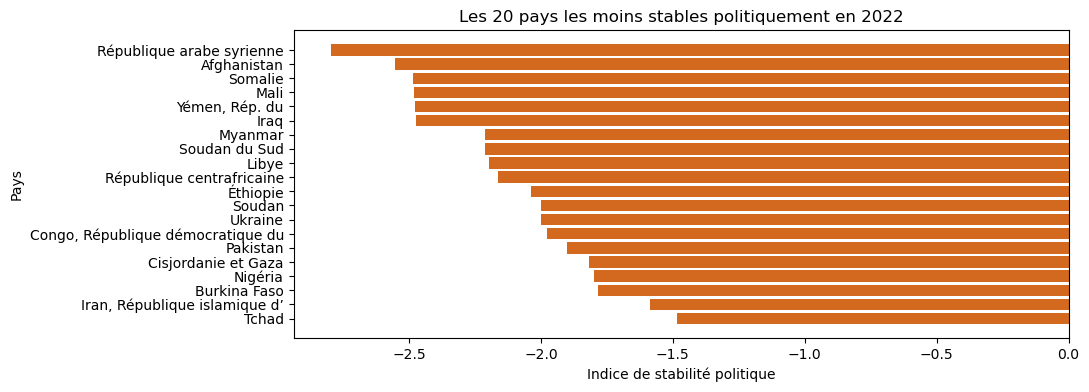 Les 20 pays les moins stables politiquement en 2022
Pays
République arabe syrienne
Afghanistan
Somalie
Mali
Yémen, Rép. du
Iraq
Myanmar
Soudan du Sud
Libye
République centrafricaine
Éthiopie
Soudan
Ukraine
Congo, République démocratique du
Pakistan
Cisjordanie et Gaza
Nigéria
Burkina Faso
Iran, République islamique d’
Tchad
−2.5 −2.0 −1.5 −1.0 −0.5 0.0
Indice de stabilité politique